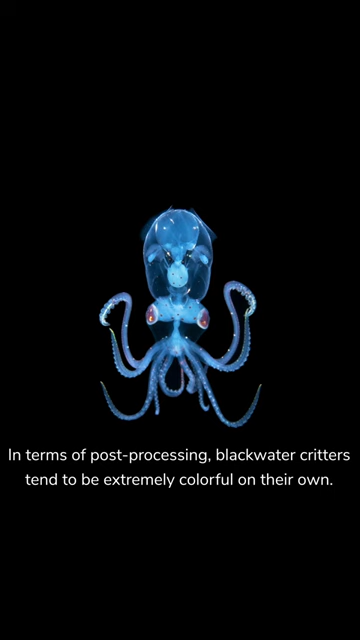 In terms of post-processing, blackwater critters
tend to be extremely colorful on their own.